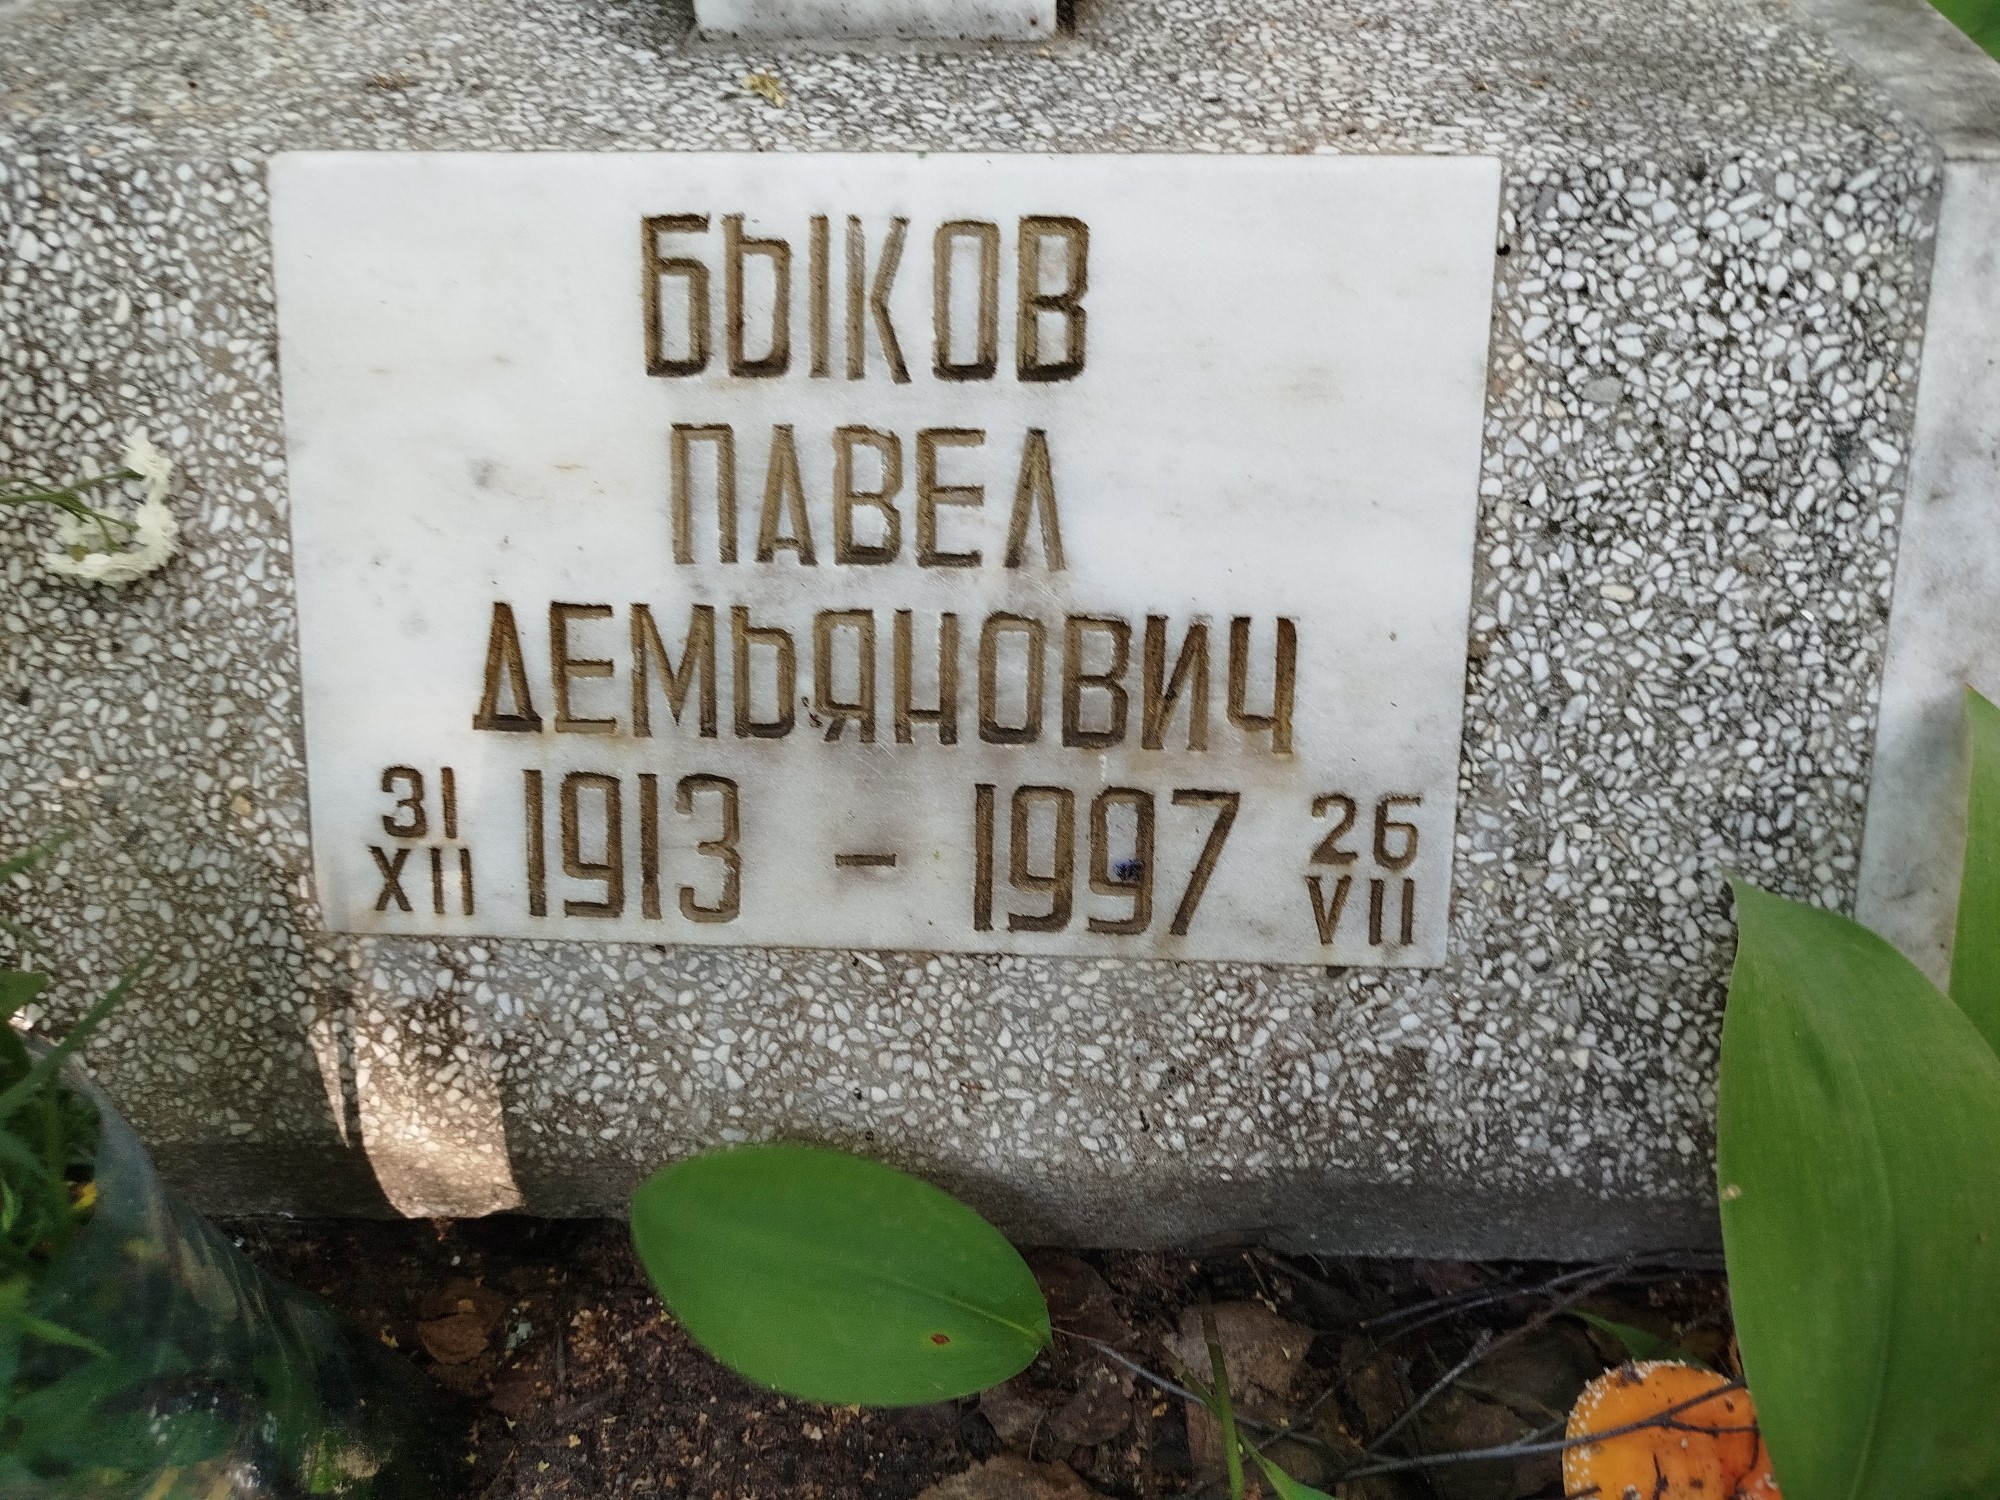 БЫКОВ
ПАВЕЛ
ДЕМЬЯНОВИЧ
31 XII 1913 - 1997 26 VII